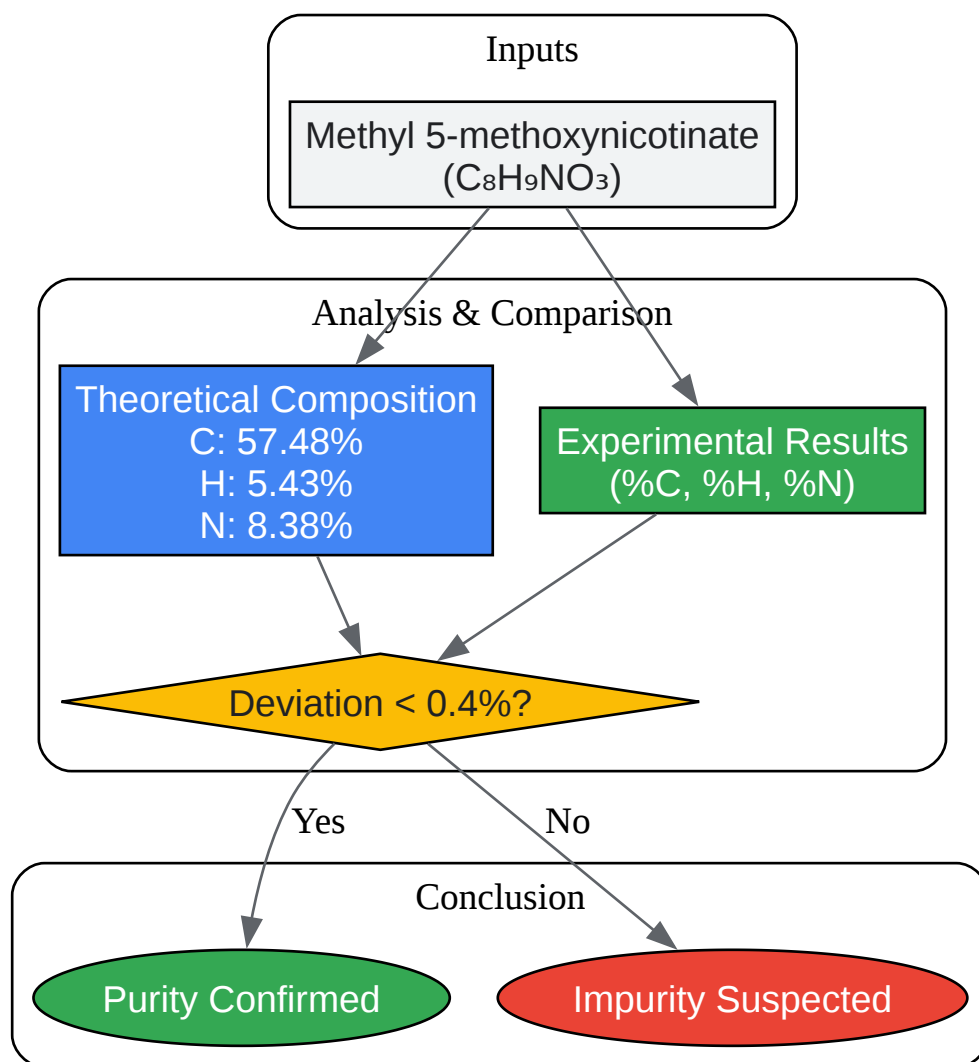 Inputs
Methyl 5-methoxynicotinate
(C₈H₉NO₃)
Analysis & Comparison
Theoretical Composition
C: 57.48%
H: 5.43%
N: 8.38%
Experimental Results
(%C, %H, %N)
Deviation < 0.4%?
Yes
No
Conclusion
Purity Confirmed
Impurity Suspected